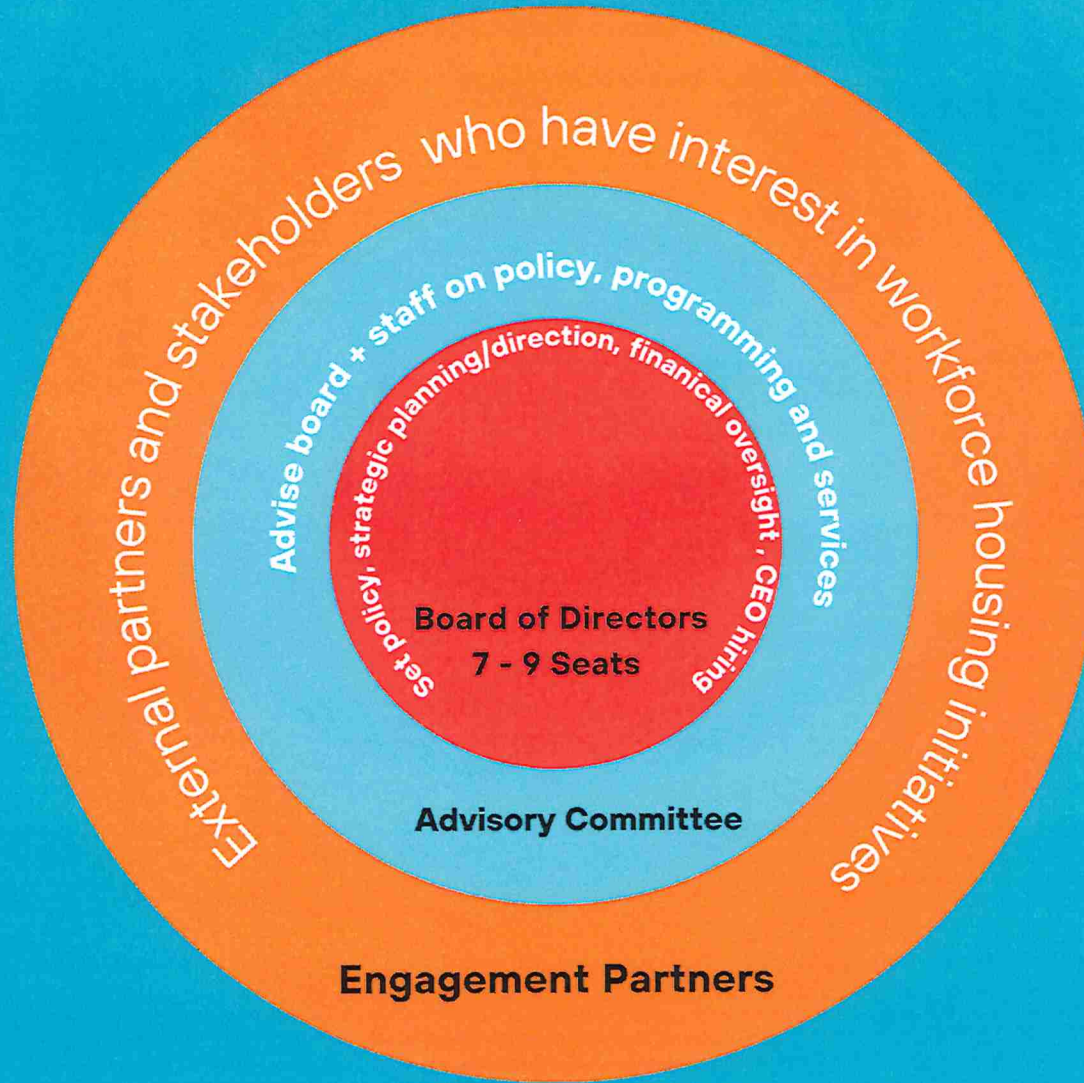 External partners and stakeholders who have interest in workforce housing initiatives
Advise board + staff on policy, programming and services
Set policy, strategic planning/direction, finanical oversight , CEO hiring
Board of Directors
7 - 9 Seats
Advisory Committee
Engagement Partners